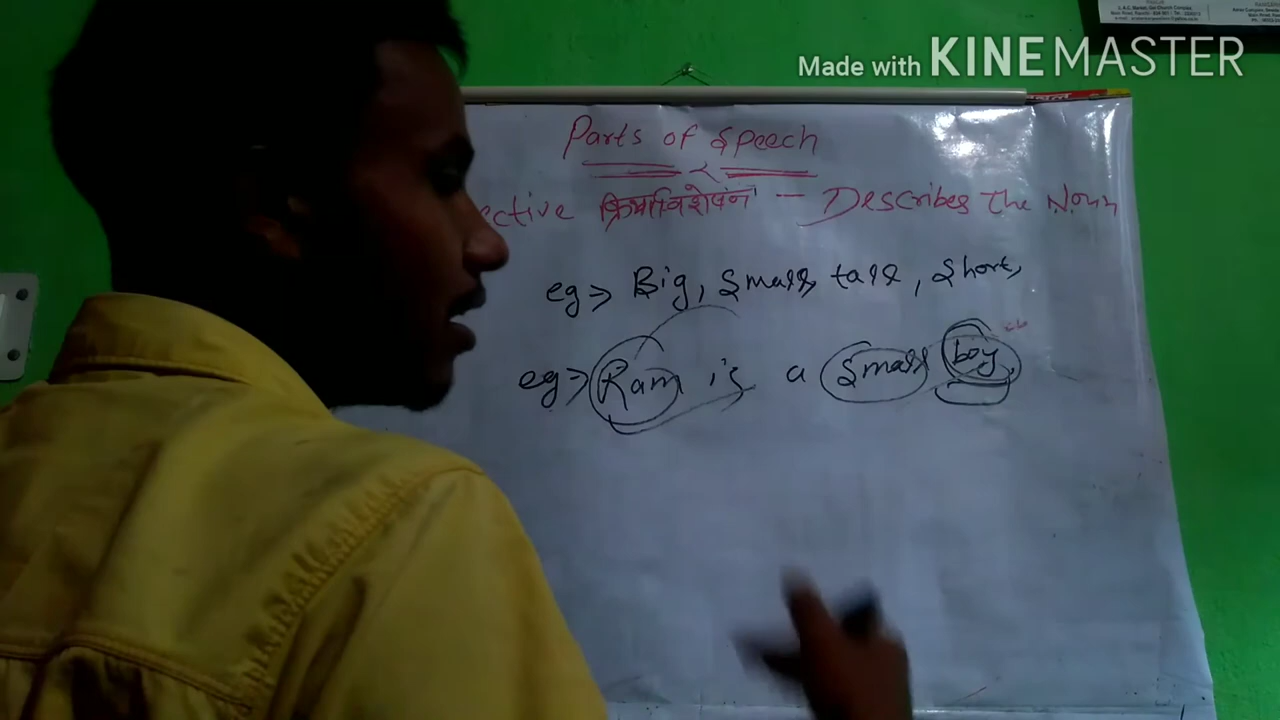 Made with KINEMASTER
Parts of Speech
ective क्रियाविशेषंन - Describes the Noun
eg⇒ Big, Small, tall, Short,
eg⇒ Ram is a Small boy.